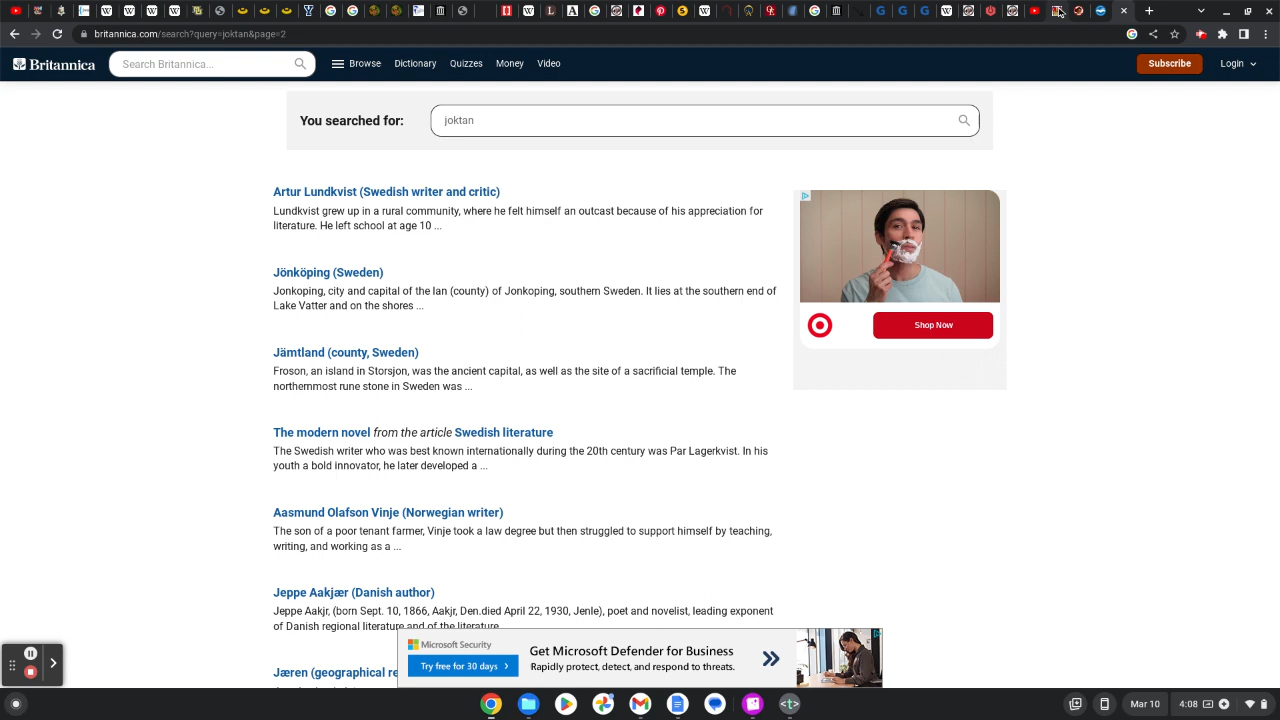 britannica.com/search?query=joktan&page=2
Britannica
Search Britannica...
Browse
Dictionary
Quizzes
Money
Video
Subscribe
Login
You searched for:
joktan
Artur Lundkvist (Swedish writer and critic)
Lundkvist grew up in a rural community, where he felt himself an outcast because of his appreciation for
literature. He left school at age 10 ...
Jönköping (Sweden)
Jonkoping, city and capital of the lan (county) of Jonkoping, southern Sweden. It lies at the southern end of
Lake Vatter and on the shores ...
Jämtland (county, Sweden)
Froson, an island in Storsjon, was the ancient capital, as well as the site of a sacrificial temple. The
northernmost rune stone in Sweden was ...
The modern novel from the article Swedish literature
The Swedish writer who was best known internationally during the 20th century was Par Lagerkvist. In his
youth a bold innovator, he later developed a ...
Aasmund Olafson Vinje (Norwegian writer)
The son of a poor tenant farmer, Vinje took a law degree but then struggled to support himself by teaching,
writing, and working as a ...
Jeppe Aakjær (Danish author)
Jeppe Aakjr, (born Sept. 10, 1866, Aakjr, Den.died April 22, 1930, Jenle), poet and novelist, leading exponent
of Danish regional literature and of the literature
Jæren (geographical re
Shop Now
Microsoft Security
Try free for 30 days
Get Microsoft Defender for Business
Rapidly protect, detect, and respond to threats.
Mar 10
4:08